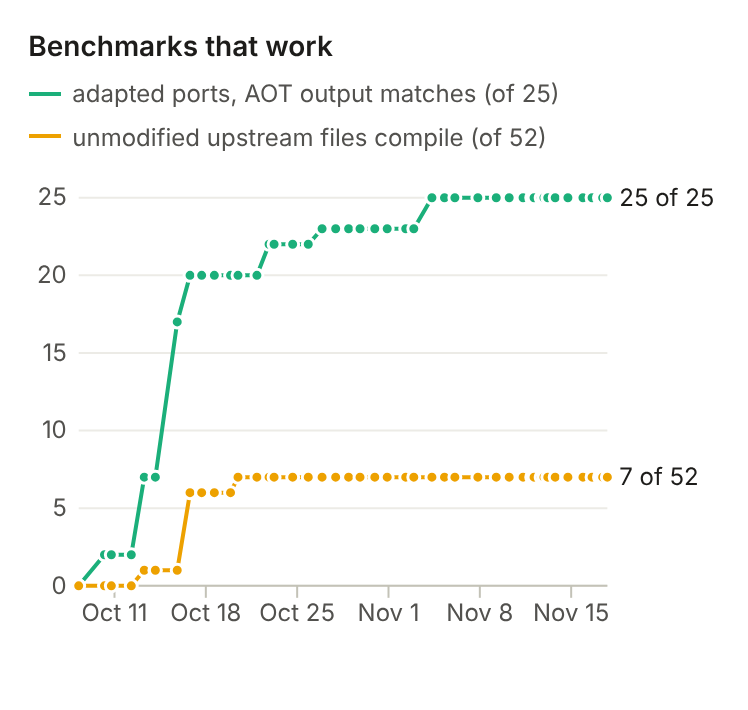 Benchmarks that work
adapted ports, AOT output matches (of 25)
unmodified upstream files compile (of 52)
25
25 of 25
20
15
10
7 of 52
5
0
Oct 11 Oct 18 Oct 25 Nov 1 Nov 8 Nov 15